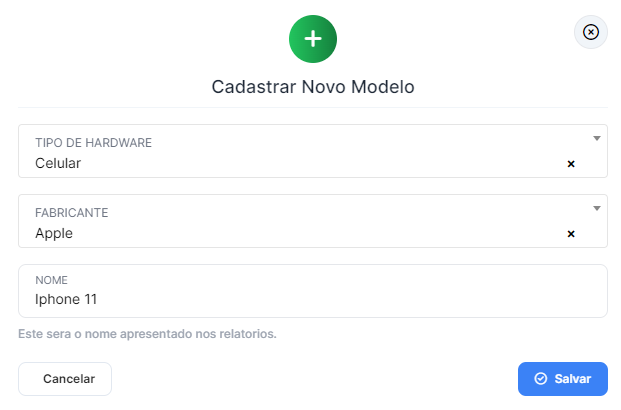 Cadastrar Novo Modelo
TIPO DE HARDWARE
Celular
FABRICANTE
Apple
NOME
Iphone 11
Este sera o nome apresentado nos relatorios.
Cancelar
Salvar